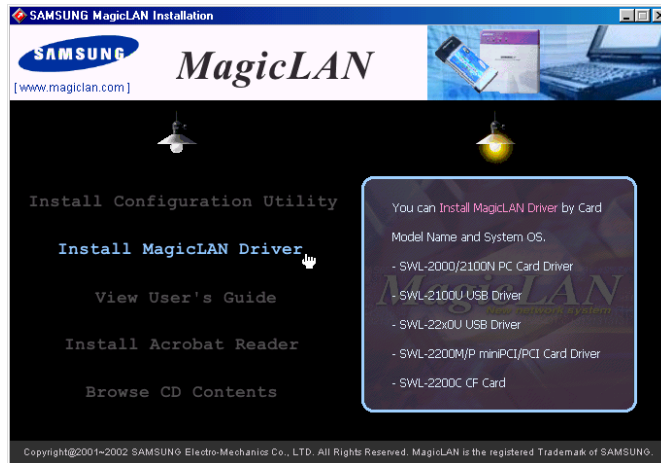 SAMSUNG MagicLAN Installation
SAMSUNG
[ www.magiclan.com ]
MagicLAN
Install Configuration Utility
Install MagicLAN Driver
View User's Guide
Install Acrobat Reader
Browse CD Contents
You can Install MagicLAN Driver by Card
Model Name and System OS.
- SWL-2000/2100N PC Card Driver
- SWL-2100U USB Driver
- SWL-22x0U USB Driver
- SWL-2200M/P miniPCI/PCI Card Driver
- SWL-2200C CF Card
MagicLAN
New network system
Copyright@2001~2002 SAMSUNG Electro-Mechanics Co., LTD. All Rights Reserved. MagicLAN is the registered Trademark of SAMSUNG.